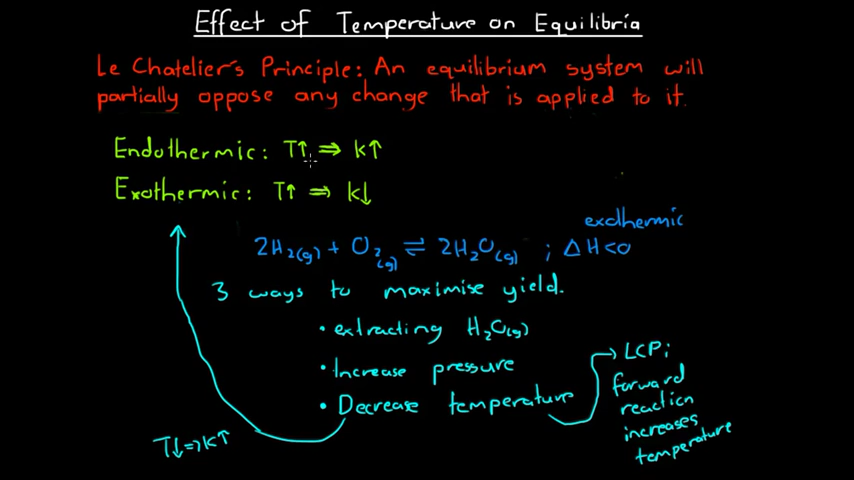 Effect of Temperature on Equilibria
Le Chatelier's Principle: An equilibrium system will
partially oppose any change that is applied to it.
Endothermic: T↑ ⇒ K↑
Exothermic: T↑ ⇒ K↓
exothermic
2H₂(g) + O₂(g) ⇌ 2H₂O(g) ; ΔH<0
3 ways to maximise yield.
• extracting H₂O(g)
• Increase pressure
• Decrease temperature
LCP;
forward
reaction
increases
temperature
T↓⇒K↑